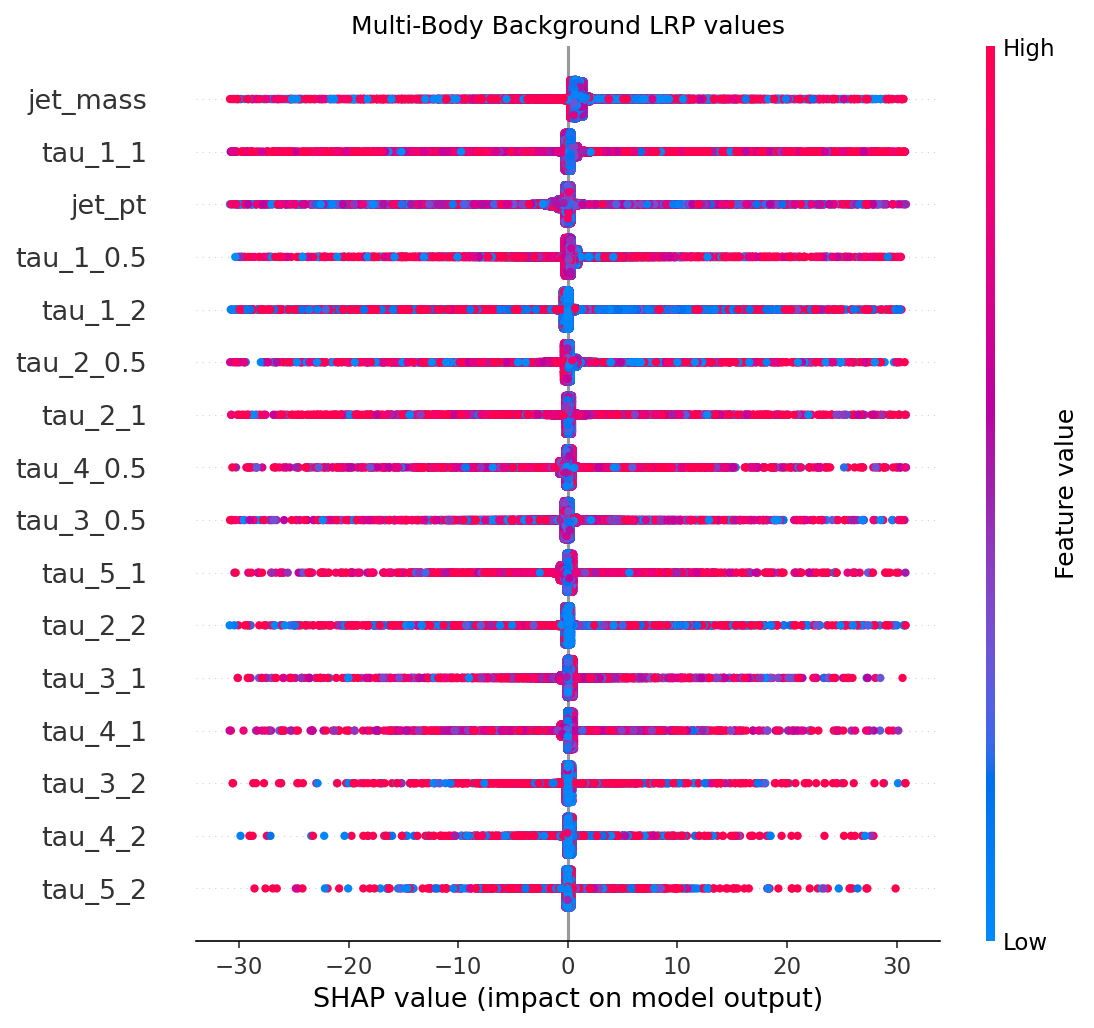 Multi-Body Background LRP values
High
jet_mass
tau_1_1
jet_pt
tau_1_0.5
tau_1_2
tau_2_0.5
tau_2_1
tau_4_0.5
tau_3_0.5
tau_5_1
tau_2_2
tau_3_1
tau_4_1
tau_3_2
tau_4_2
tau_5_2
Feature value
Low
−30 −20 −10 0 10 20 30
SHAP value (impact on model output)